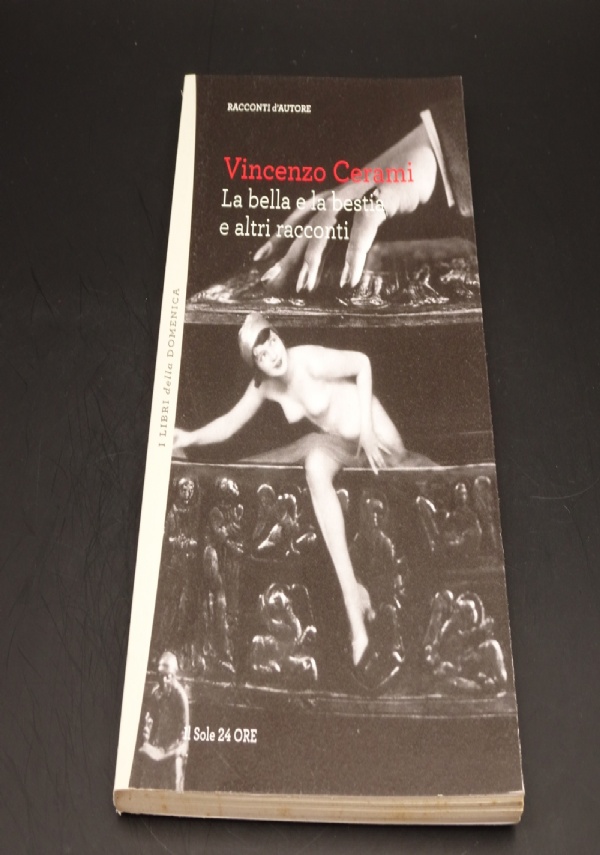 RACCONTI d'AUTORE
Vincenzo Cerami
La bella e la bestia
e altri racconti
I LIBRI della DOMENICA
Il Sole 24 ORE